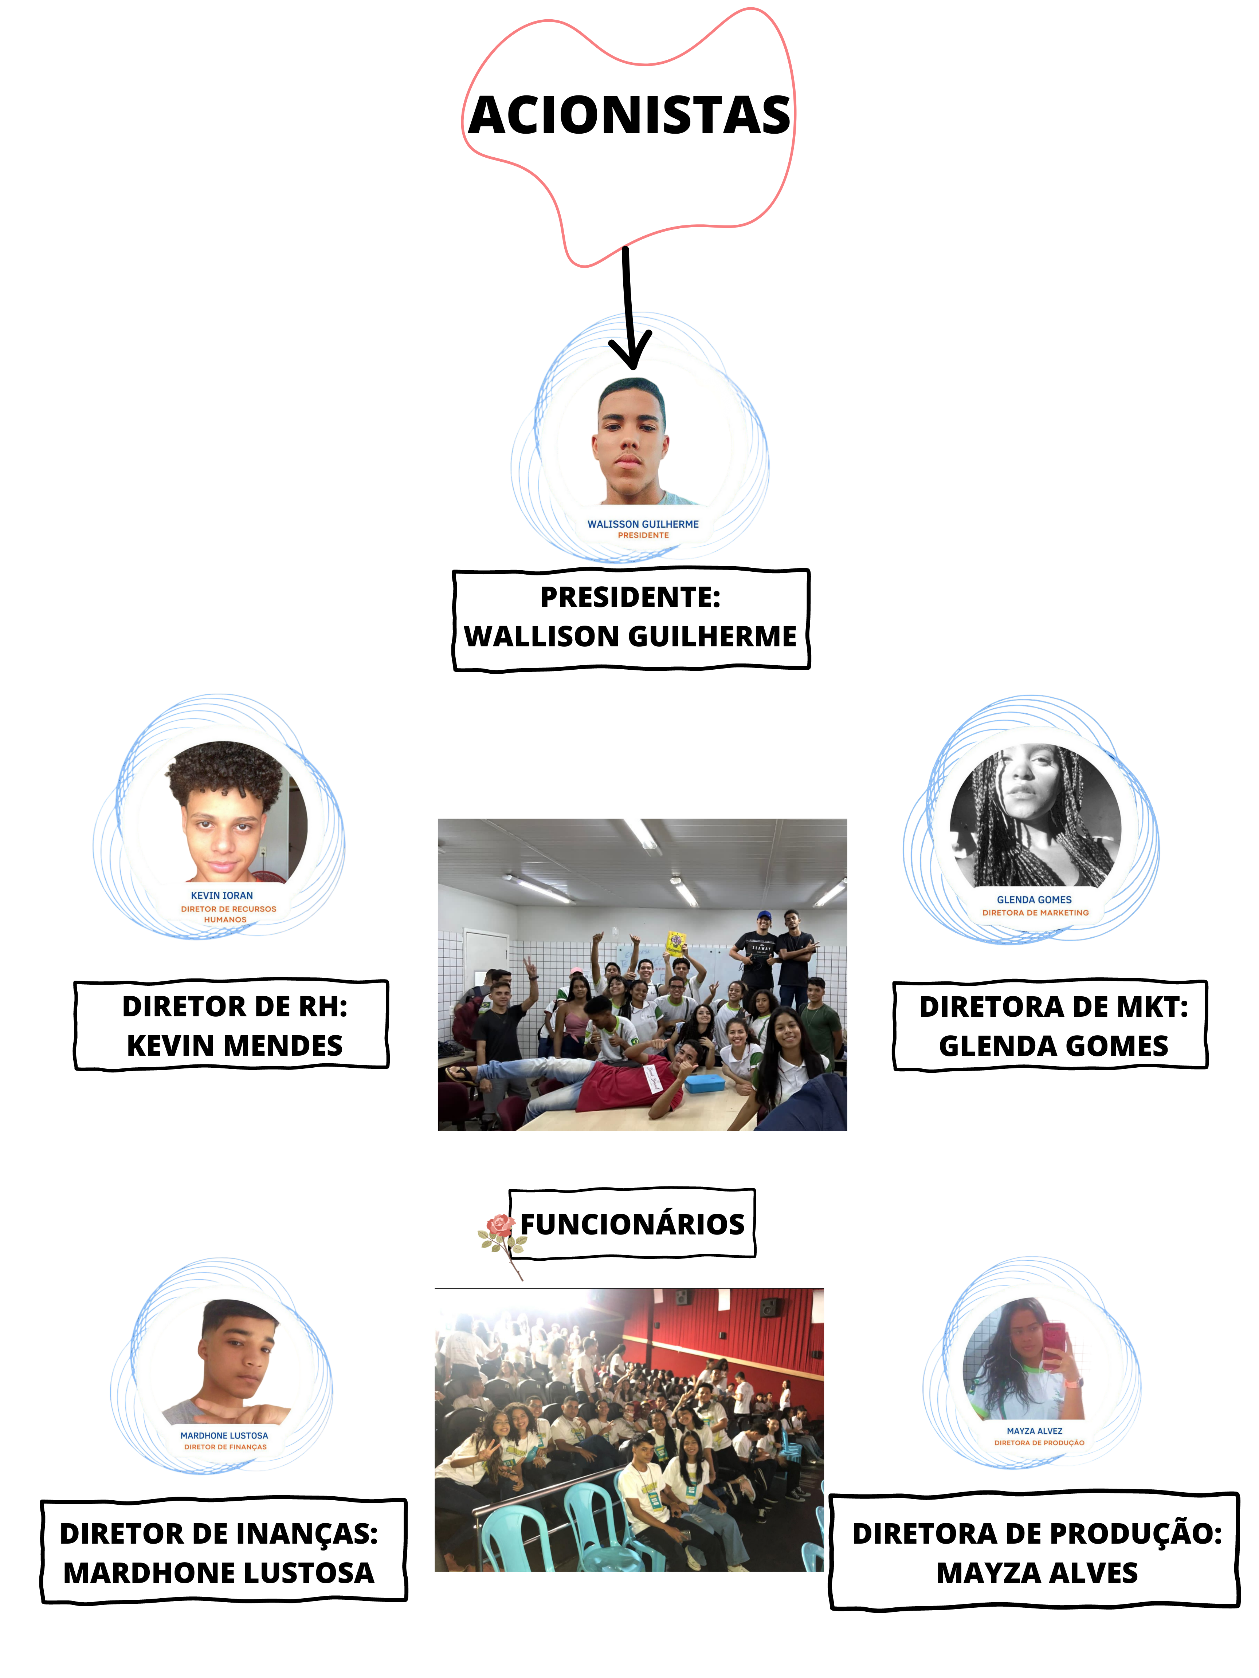 ACIONISTAS
WALISSON GUILHERME
PRESIDENTE
PRESIDENTE:
WALLISON GUILHERME
KEVIN IORAN
DIRETOR DE RECURSOS
HUMANOS
GLENDA GOMES
DIRETORA DE MARKETING
DIRETOR DE RH:
KEVIN MENDES
DIRETORA DE MKT:
GLENDA GOMES
FUNCIONÁRIOS
MARDHONE LUSTOSA
DIRETOR DE FINANÇAS
MAYZA ALVEZ
DIRETORA DE PRODUÇÃO
DIRETOR DE INANÇAS:
MARDHONE LUSTOSA
DIRETORA DE PRODUÇÃO:
MAYZA ALVES